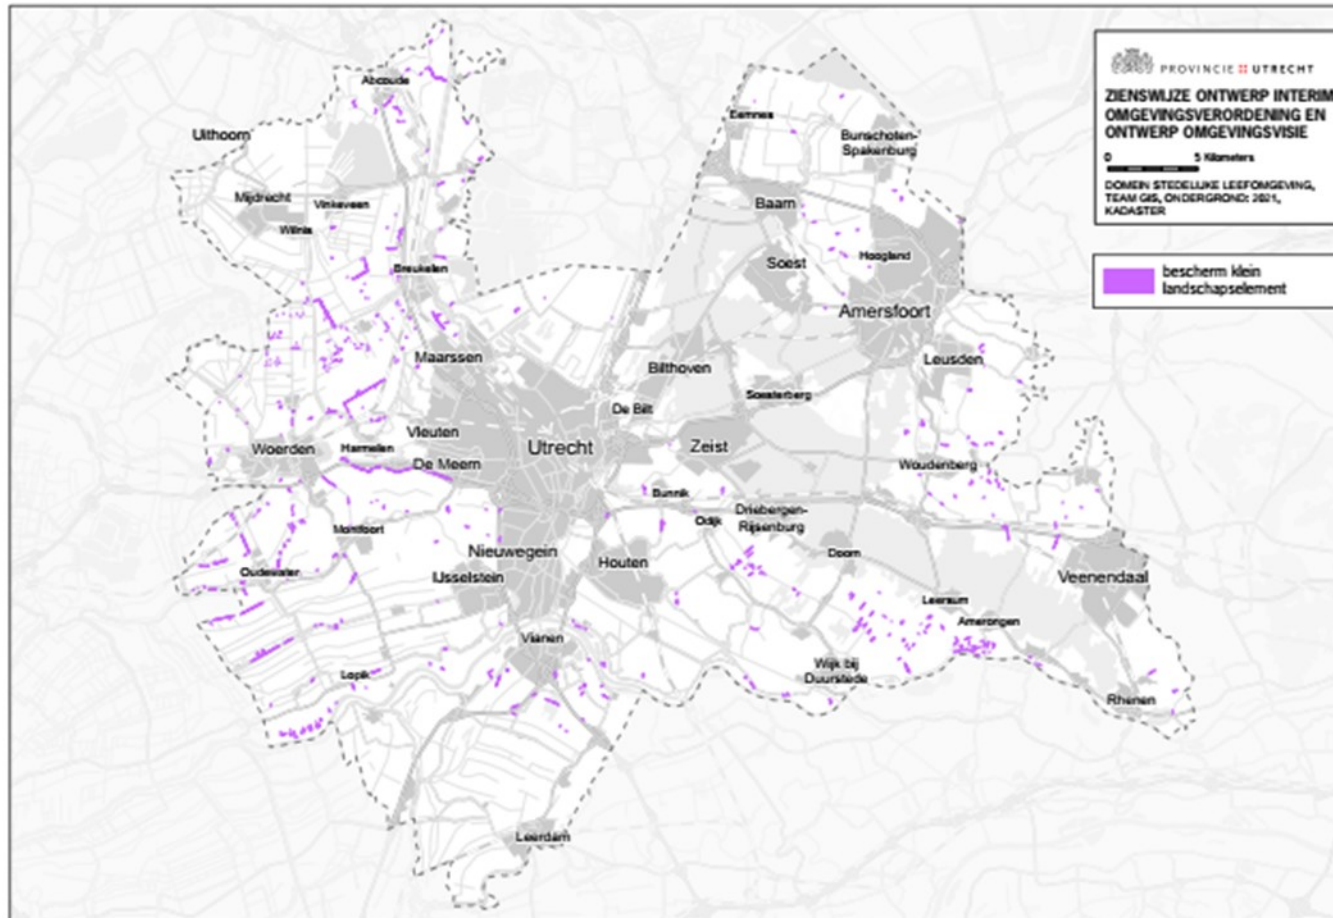 PROVINCIE UTRECHT
ZIENSWIJZE ONTWERP INTERIM
OMGEVINGSVERORDENING EN
ONTWERP OMGEVINGSVISIE
0 5 Kilometers
DOMEIN STEDELIJKE LEEFOMGEVING,
TEAM GIS, ONDERGROND: 2021,
KADASTER
bescherm klein
landschapselement
Abcoude
Uithoorn
Mijdrecht
Vinkeveen
Wilnis
Breukelen
Eemnes
Bunschoten-
Spakenburg
Baarn
Soest
Hoogland
Amersfoort
Maarssen
Bilthoven
Leusden
Soesterberg
De Bilt
Vleuten
Woerden
Harmelen
Utrecht
Zeist
De Meern
Woudenberg
Bunnik
Odijk
Driebergen-
Rijsenburg
Montfoort
Nieuwegein
Doorn
Houten
Oudewater
IJsselstein
Veenendaal
Leersum
Amerongen
Vianen
Lopik
Wijk bij
Duurstede
Rhenen
Leerdam